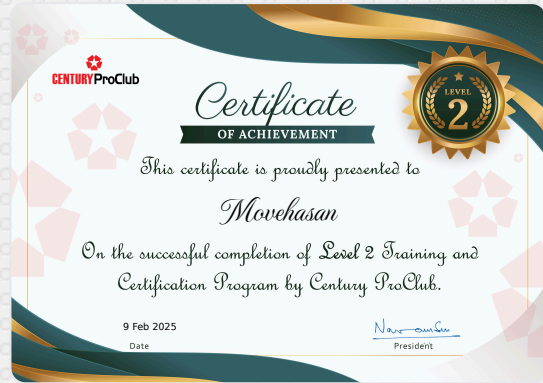 CENTURY ProClub
Certificate
OF ACHIEVEMENT
LEVEL
2
This certificate is proudly presented to
Movehasan
On the successful completion of Level 2 Training and
Certification Program by Century ProClub.
9 Feb 2025
Date
President